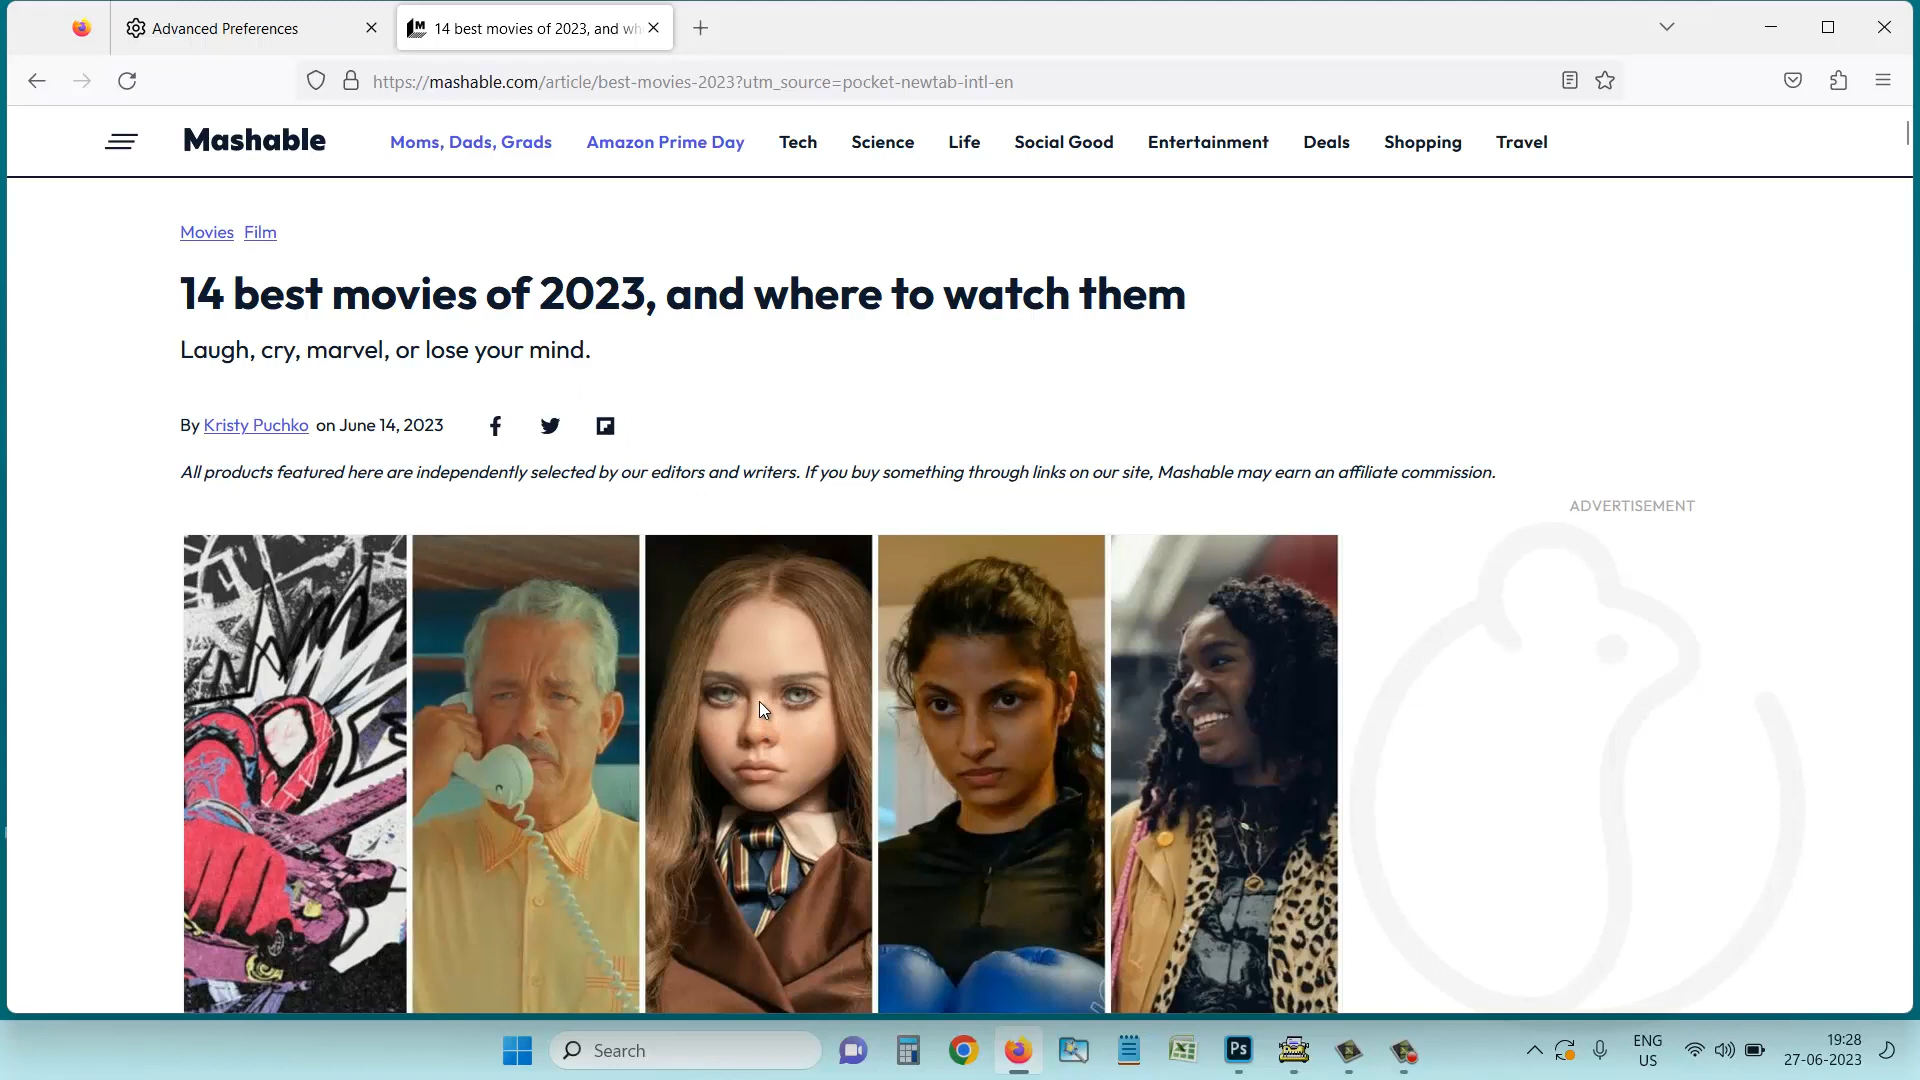 Advanced Preferences
14 best movies of 2023, and wh
https://mashable.com/article/best-movies-2023?utm_source=pocket-newtab-intl-en
Mashable
Moms, Dads, Grads
Amazon Prime Day
Tech
Science
Life
Social Good
Entertainment
Deals
Shopping
Travel
Movies Film
14 best movies of 2023, and where to watch them
Laugh, cry, marvel, or lose your mind.
By Kristy Puchko on June 14, 2023
All products featured here are independently selected by our editors and writers. If you buy something through links on our site, Mashable may earn an affiliate commission.
ADVERTISEMENT
Search
Ps
ENG
US
19:28
27-06-2023